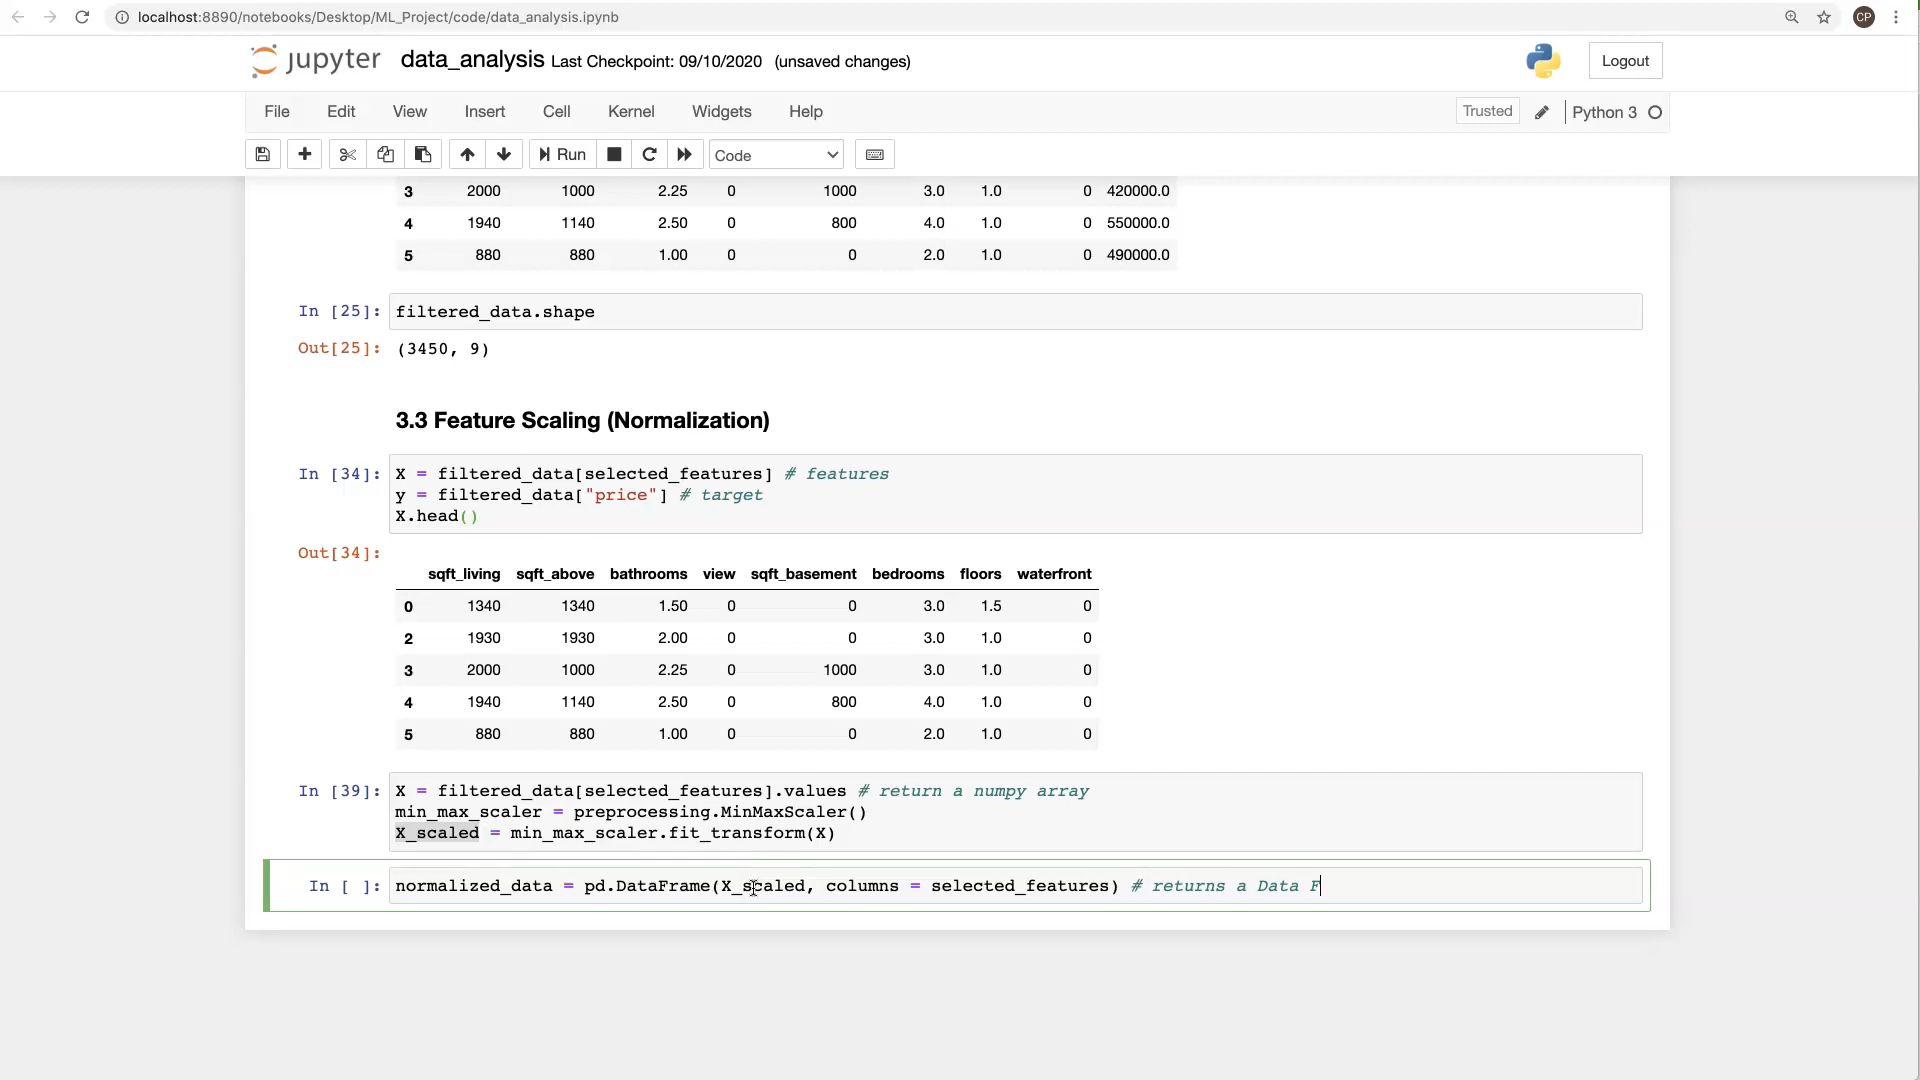 localhost:8890/notebooks/Desktop/ML_Project/code/data_analysis.ipynb
CP
jupyter data_analysis Last Checkpoint: 09/10/2020 (unsaved changes)
Logout
File Edit View Insert Cell Kernel Widgets Help
Trusted Python 3
Run Code
3 2000 1000 2.25 0 1000 3.0 1.0 0 420000.0
4 1940 1140 2.50 0 800 4.0 1.0 0 550000.0
5 880 880 1.00 0 0 2.0 1.0 0 490000.0
In [25]: filtered_data.shape
Out[25]: (3450, 9)
3.3 Feature Scaling (Normalization)
In [34]: X = filtered_data[selected_features] # features
y = filtered_data["price"] # target
X.head()
Out[34]:
sqft_living sqft_above bathrooms view sqft_basement bedrooms floors waterfront
0 1340 1340 1.50 0 0 3.0 1.5 0
2 1930 1930 2.00 0 0 3.0 1.0 0
3 2000 1000 2.25 0 1000 3.0 1.0 0
4 1940 1140 2.50 0 800 4.0 1.0 0
5 880 880 1.00 0 0 2.0 1.0 0
In [39]: X = filtered_data[selected_features].values # return a numpy array
min_max_scaler = preprocessing.MinMaxScaler()
X_scaled = min_max_scaler.fit_transform(X)
In [ ]: normalized_data = pd.DataFrame(X_scaled, columns = selected_features) # returns a Data F